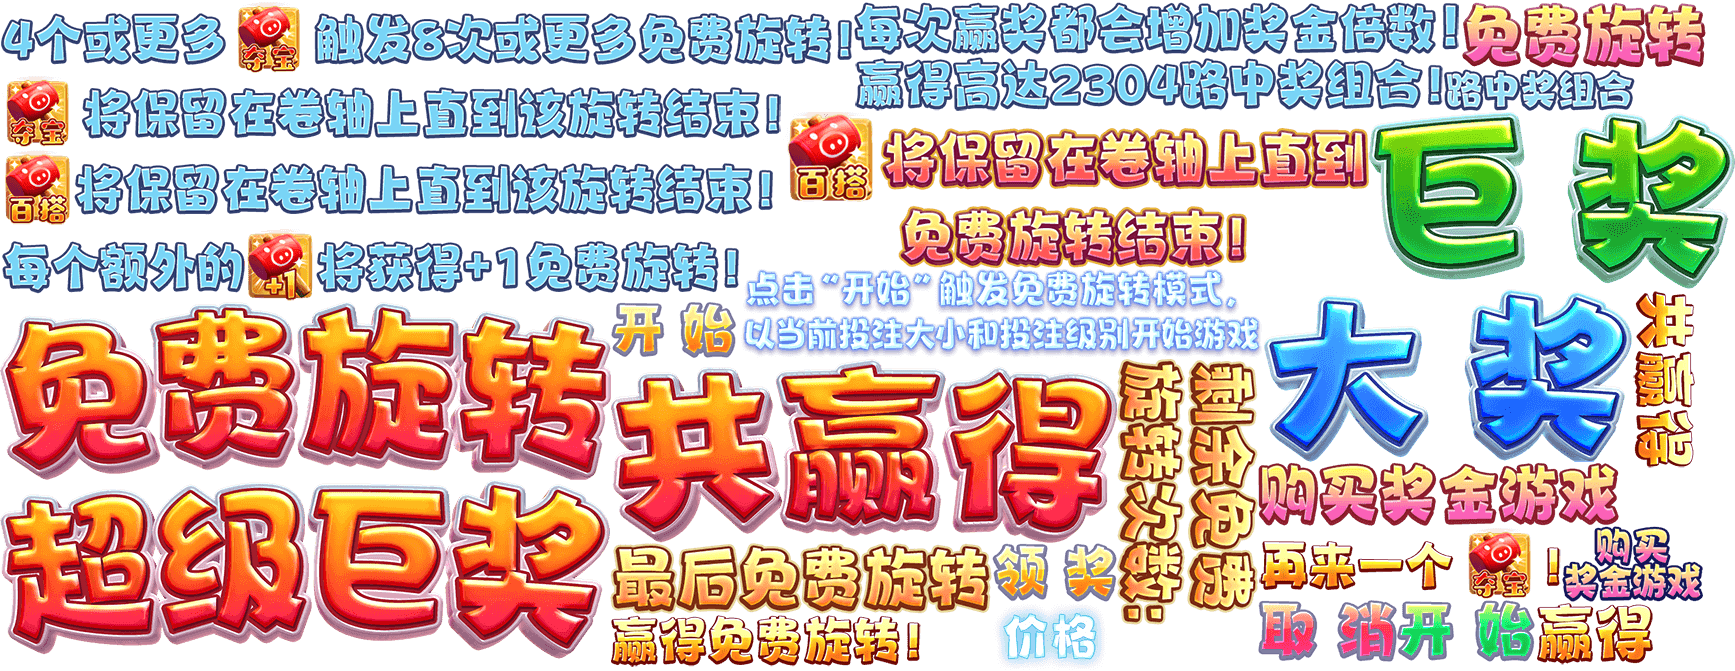 4个或更多 夺宝 触发8次或更多免费旋转!
每次赢奖都会增加奖金倍数!
免费旋转
赢得高达2304路中奖组合!
路中奖组合
夺宝 将保留在卷轴上直到该旋转结束!
百搭 将保留在卷轴上直到
免费旋转结束!
巨奖
百搭 将保留在卷轴上直到该旋转结束!
每个额外的 +1 将获得+1免费旋转!
点击“开始”触发免费旋转模式,
以当前投注大小和投注级别开始游戏
开始
免费旋转
共赢得
剩余免费
旋转次数:
大奖
共赢得
购买奖金游戏
超级巨奖
最后免费旋转
领奖
再来一个 夺宝 !
购买
奖金游戏
赢得免费旋转!
价格
取消
开始
赢得